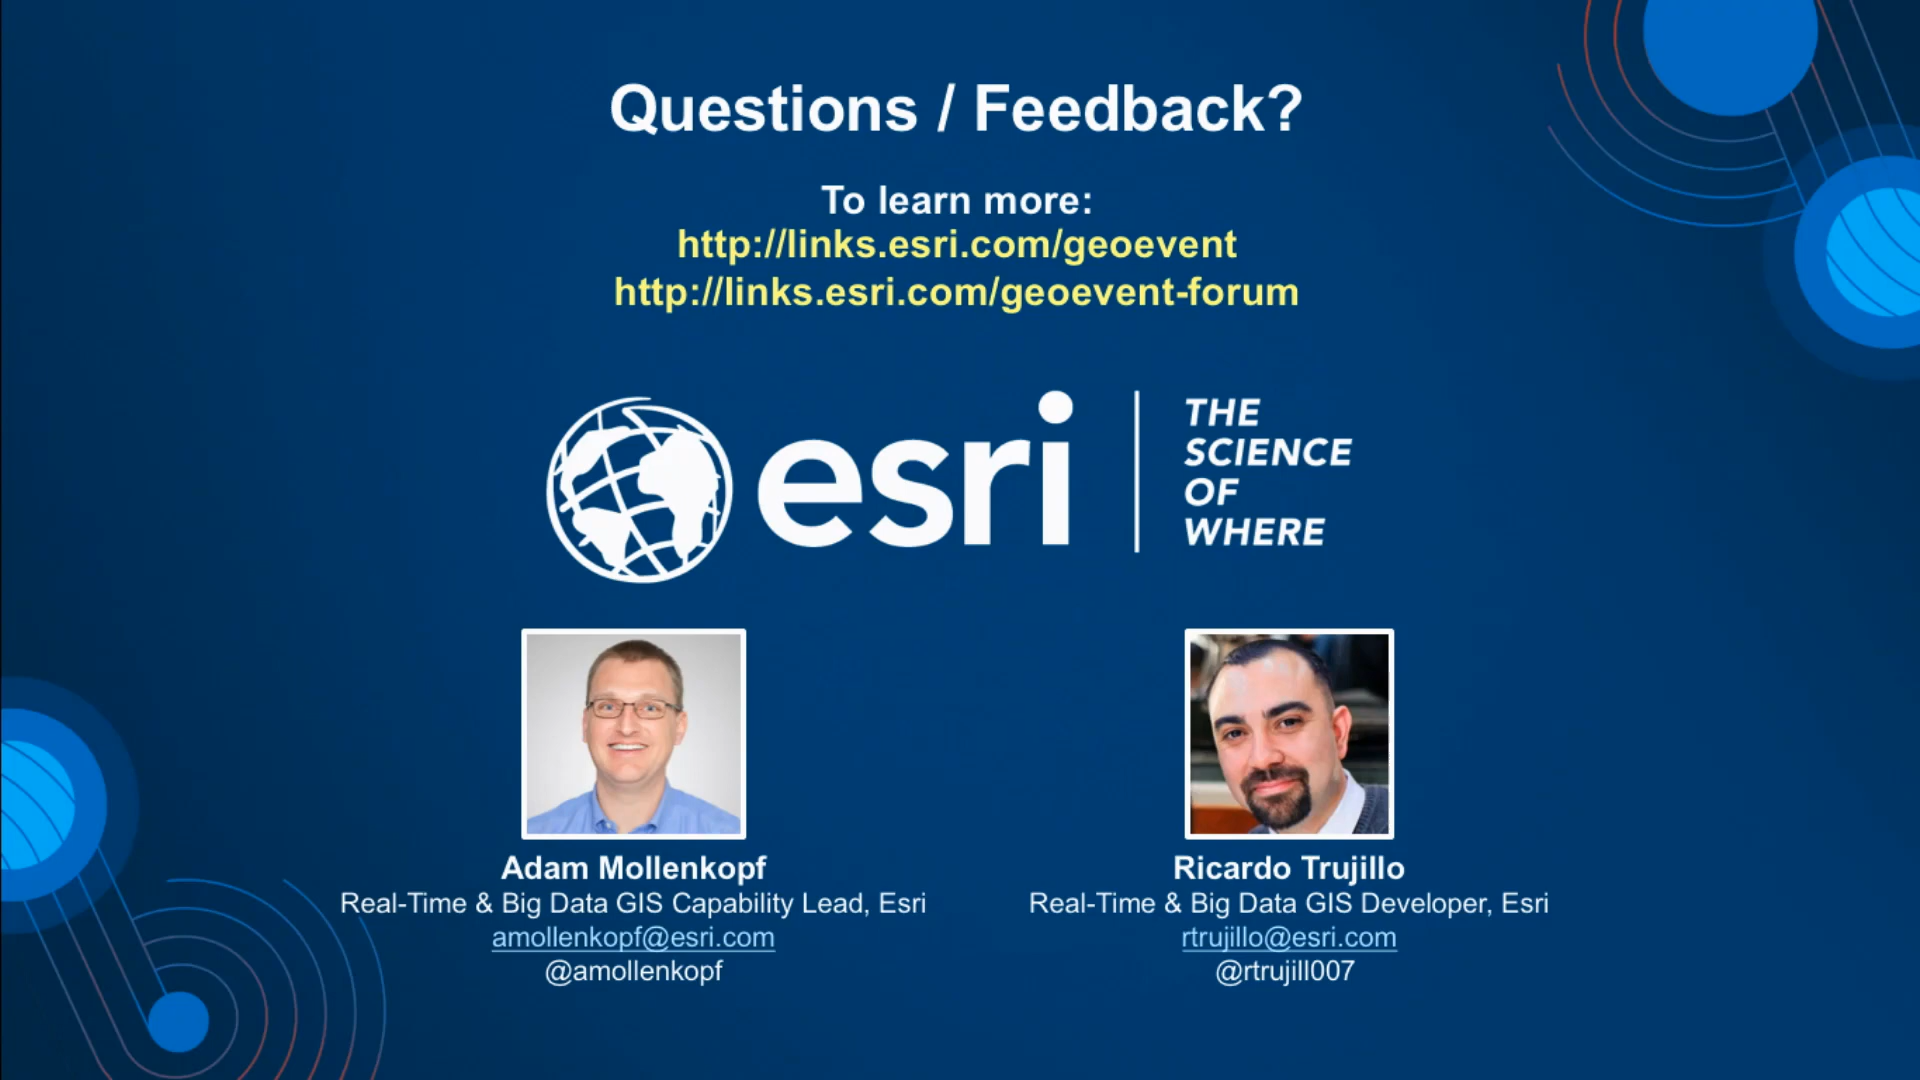 Questions / Feedback?
To learn more:
http://links.esri.com/geoevent
http://links.esri.com/geoevent-forum
esri
THE
SCIENCE
OF
WHERE
Adam Mollenkopf
Real-Time & Big Data GIS Capability Lead, Esri
amollenkopf@esri.com
@amollenkopf
Ricardo Trujillo
Real-Time & Big Data GIS Developer, Esri
rtrujillo@esri.com
@rtrujill007